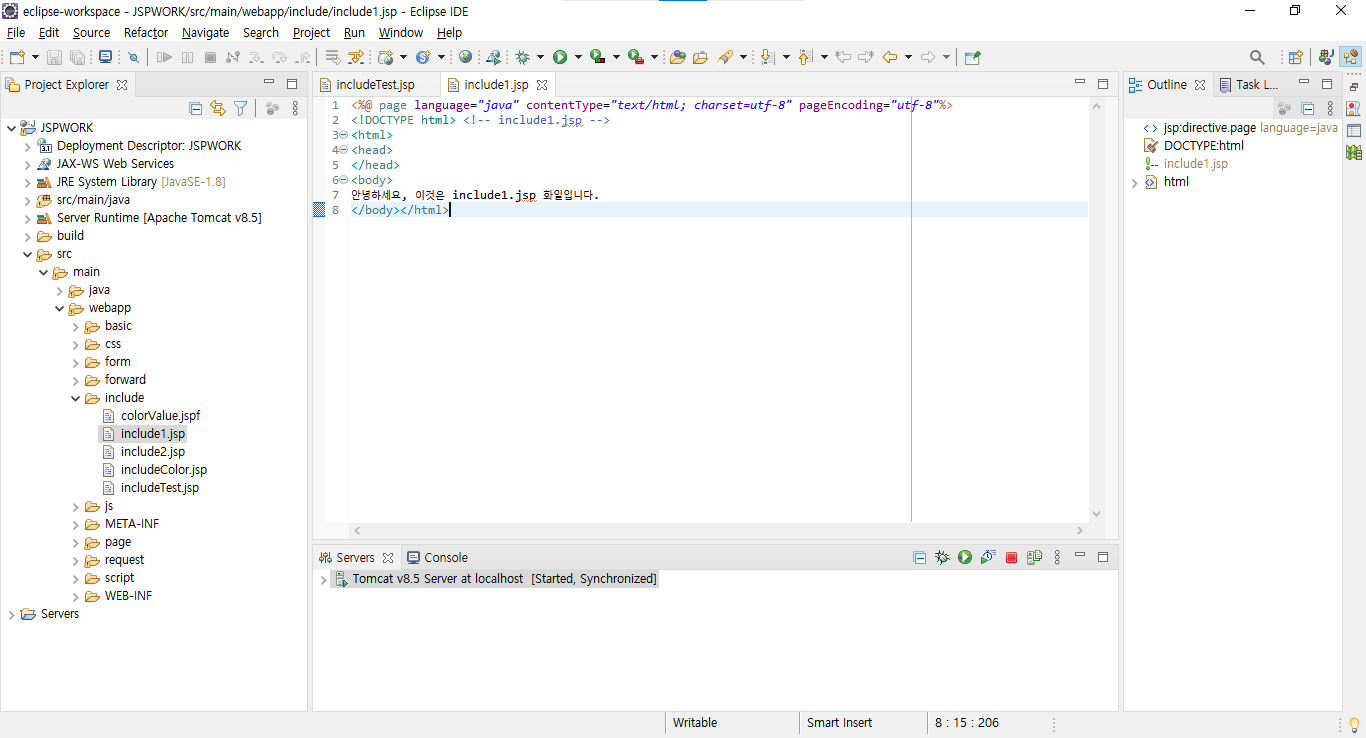 eclipse-workspace - JSPWORK/src/main/webapp/include/include1.jsp - Eclipse IDE
File Edit Source Refactor Navigate Search Project Run Window Help
Project Explorer
JSPWORK
Deployment Descriptor: JSPWORK
JAX-WS Web Services
JRE System Library [JavaSE-1.8]
src/main/java
Server Runtime [Apache Tomcat v8.5]
build
src
main
java
webapp
basic
css
form
forward
include
colorValue.jspf
include1.jsp
include2.jsp
includeColor.jsp
includeTest.jsp
js
META-INF
page
request
script
WEB-INF
Servers
includeTest.jsp include1.jsp
1 <%@ page language="java" contentType="text/html; charset=utf-8" pageEncoding="utf-8"%>
2 <!DOCTYPE html> <!-- include1.jsp -->
3 <html>
4 <head>
5 </head>
6 <body>
7 안녕하세요, 이것은 include1.jsp 화일입니다.
8 </body></html>
Servers Console
Tomcat v8.5 Server at localhost [Started, Synchronized]
Outline Task L...
jsp:directive.page language=java
DOCTYPE:html
include1.jsp
html
Writable Smart Insert 8 : 15 : 206